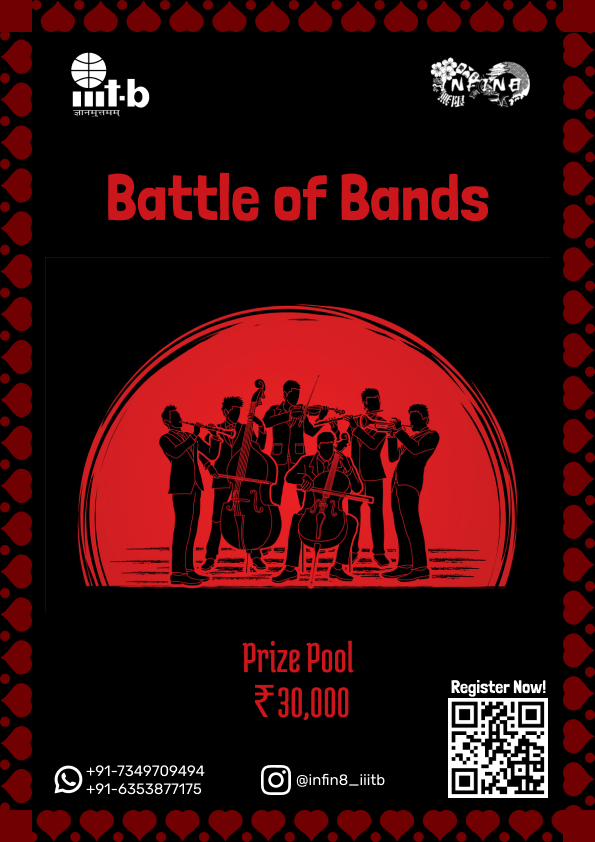 iiit-b
ज्ञानमुत्तमम्
INFIN8
Battle of Bands
Prize Pool
₹30,000
Register Now!
+91-7349709494
+91-6353877175
@infin8_iiitb